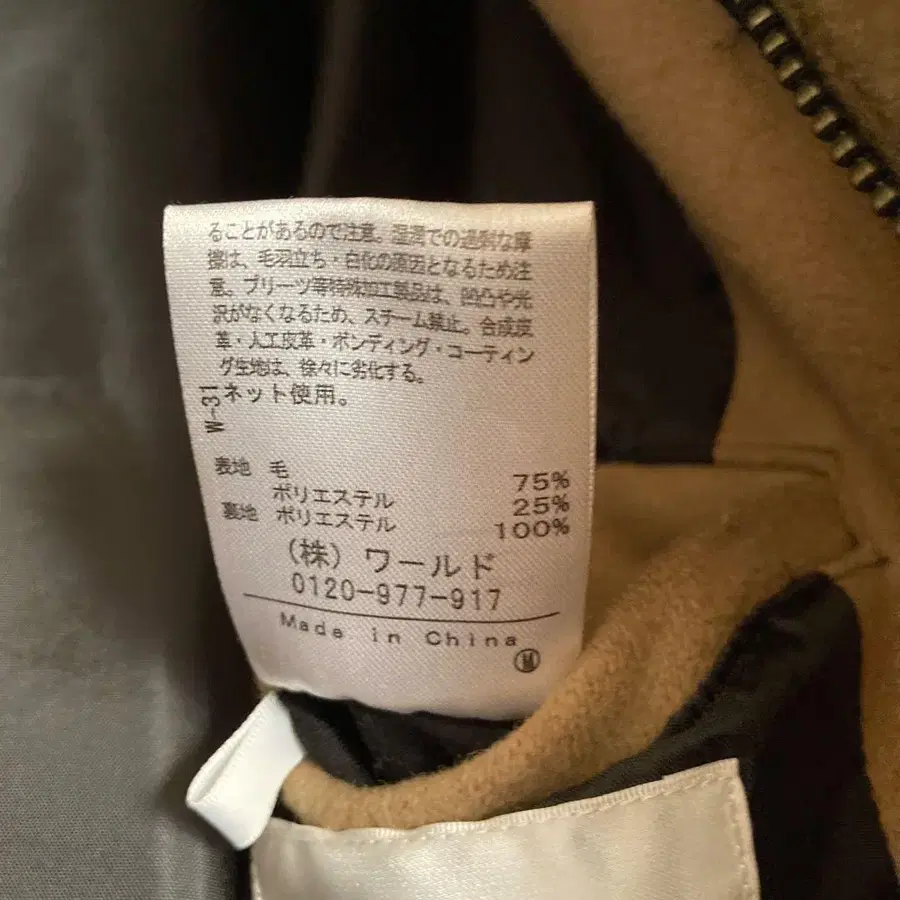 ることがあるので注意。湿潤での過剰な摩
擦は、毛羽立ち・白化の原因となるため注
意。プリーツ等特殊加工製品は、凹凸や光
沢がなくなるため、スチーム禁止。合成皮
革・人工皮革・ボンディング・コーティン
グ生地は、徐々に劣化する。
ネット使用。
W-31
表地 毛 75%
ポリエステル 25%
裏地 ポリエステル 100%
(株) ワールド
0120-977-917
Made in China
Ⓜ